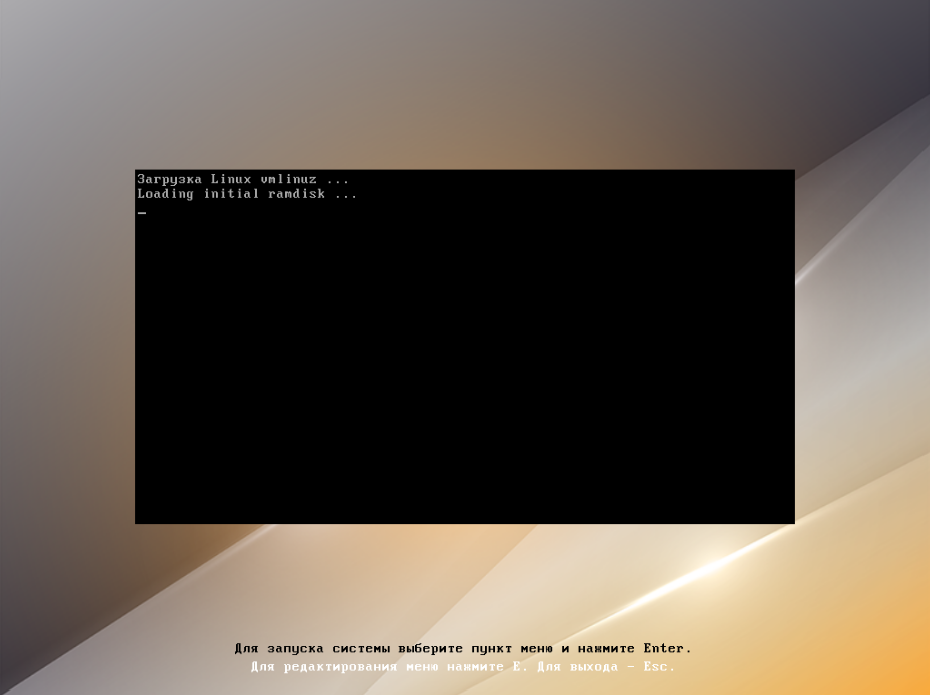 Загрузка Linux vmlinuz ...
Loading initial ramdisk ...
Для запуска системы выберите пункт меню и нажмите Enter.
Для редактирования меню нажмите E. Для выхода - Esc.